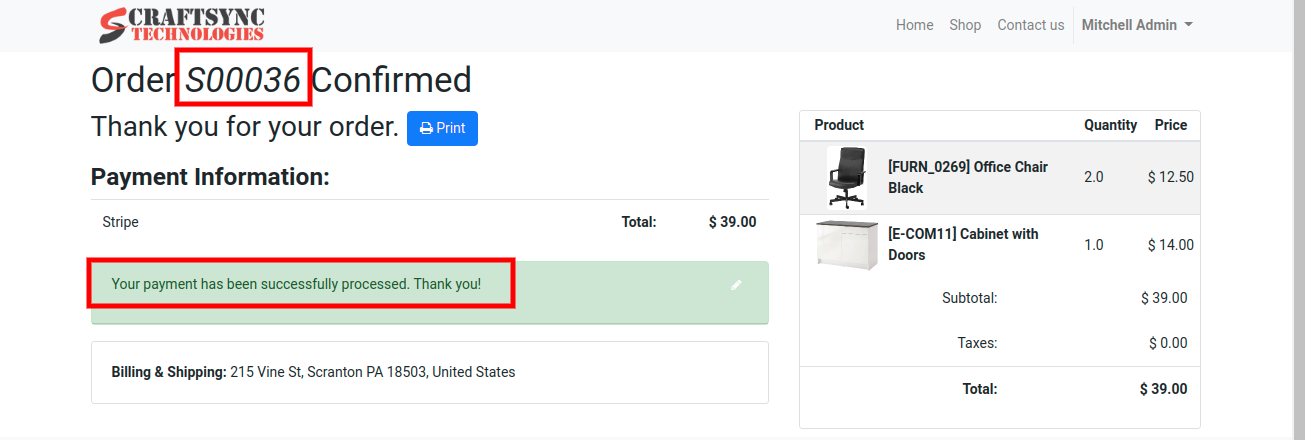 CRAFTSYNC
TECHNOLOGIES
Home Shop Contact us Mitchell Admin
Order S00036 Confirmed
Thank you for your order. Print
Payment Information:
Stripe Total: $ 39.00
Your payment has been successfully processed. Thank you!
Billing & Shipping: 215 Vine St, Scranton PA 18503, United States
Product Quantity Price
[FURN_0269] Office Chair
Black
2.0 $ 12.50
[E-COM11] Cabinet with
Doors
1.0 $ 14.00
Subtotal: $ 39.00
Taxes: $ 0.00
Total: $ 39.00